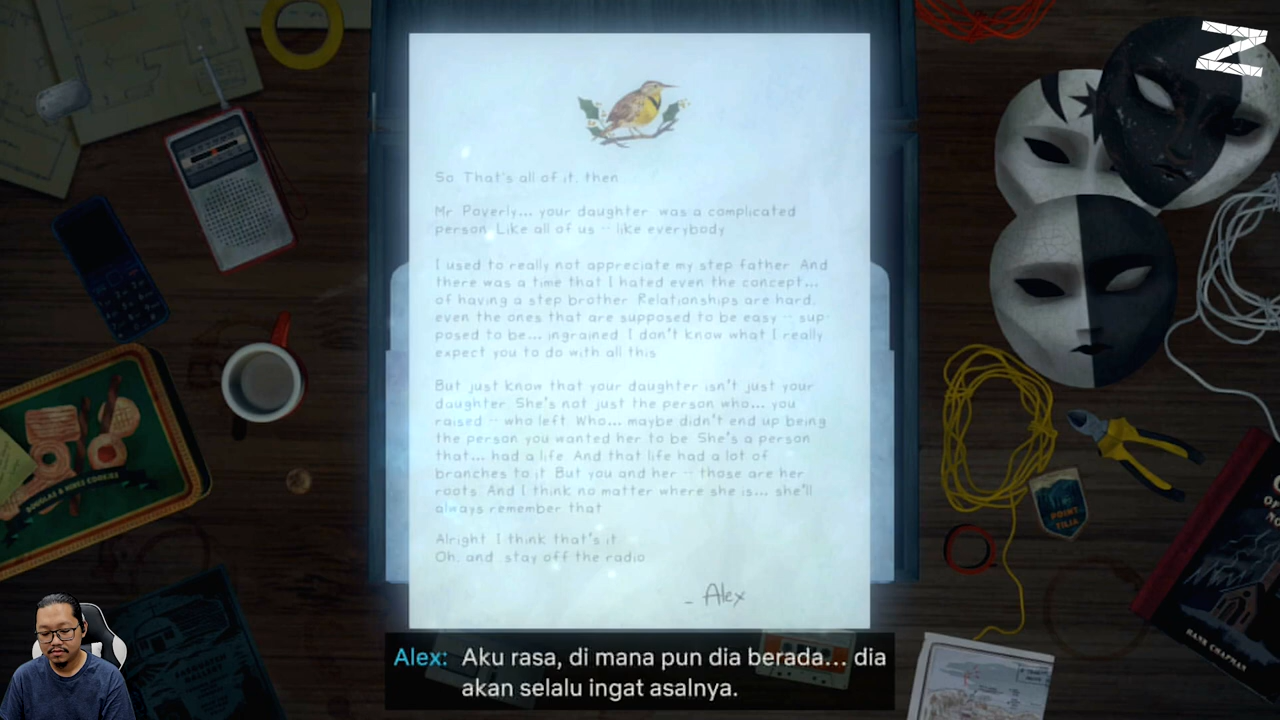 So. That's all of it, then.
Mr. Poverly... your daughter was a complicated
person. Like all of us -- like everybody.
I used to really not appreciate my step father. And
there was a time that I hated even the concept...
of having a step brother. Relationships are hard,
even the ones that are supposed to be easy -- sup-
posed to be... ingrained. I don't know what I really
expect you to do with all this.
But just know that your daughter isn't just your
daughter. She's not just the person who... you
raised -- who left. Who... maybe didn't end up being
the person you wanted her to be. She's a person
that... had a life. And that life had a lot of
branches to it. But you and her -- those are her
roots. And I think no matter where she is... she'll
always remember that.
Alright. I think that's it.
Oh, and stay off the radio.
- Alex
Alex: Aku rasa, di mana pun dia berada... dia
akan selalu ingat asalnya.
DOUGLAS & NINES COOKIES
POINT
TILIA
HANK CHAPMAN
Z